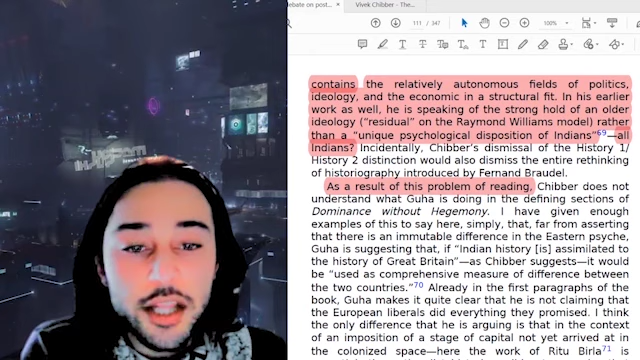 debate on post...
Vivek Chibber - The...
111 / 347
100%
contains the relatively autonomous fields of politics,
ideology, and the economic in a structural fit. In his earlier
work as well, he is speaking of the strong hold of an older
ideology (“residual” on the Raymond Williams model) rather
than a “unique psychological disposition of Indians”69—all
Indians? Incidentally, Chibber’s dismissal of the History 1/
History 2 distinction would also dismiss the entire rethinking
of historiography introduced by Fernand Braudel.
As a result of this problem of reading, Chibber does not
understand what Guha is doing in the defining sections of
Dominance without Hegemony. I have given enough
examples of this to say here, simply, that, far from asserting
that there is an immutable difference in the Eastern psyche,
Guha is suggesting that, if “Indian history [is] assimilated to
the history of Great Britain”—as Chibber suggests—it would
be “used as comprehensive measure of difference between
the two countries.”70 Already in the first paragraphs of the
book, Guha makes it quite clear that he is not claiming that
the European liberals did everything they promised. I think
the only difference that he is arguing is that in the context
of an imposition of a stage of capital not yet arrived at in
the colonized space—here the work of Ritu Birla71 is